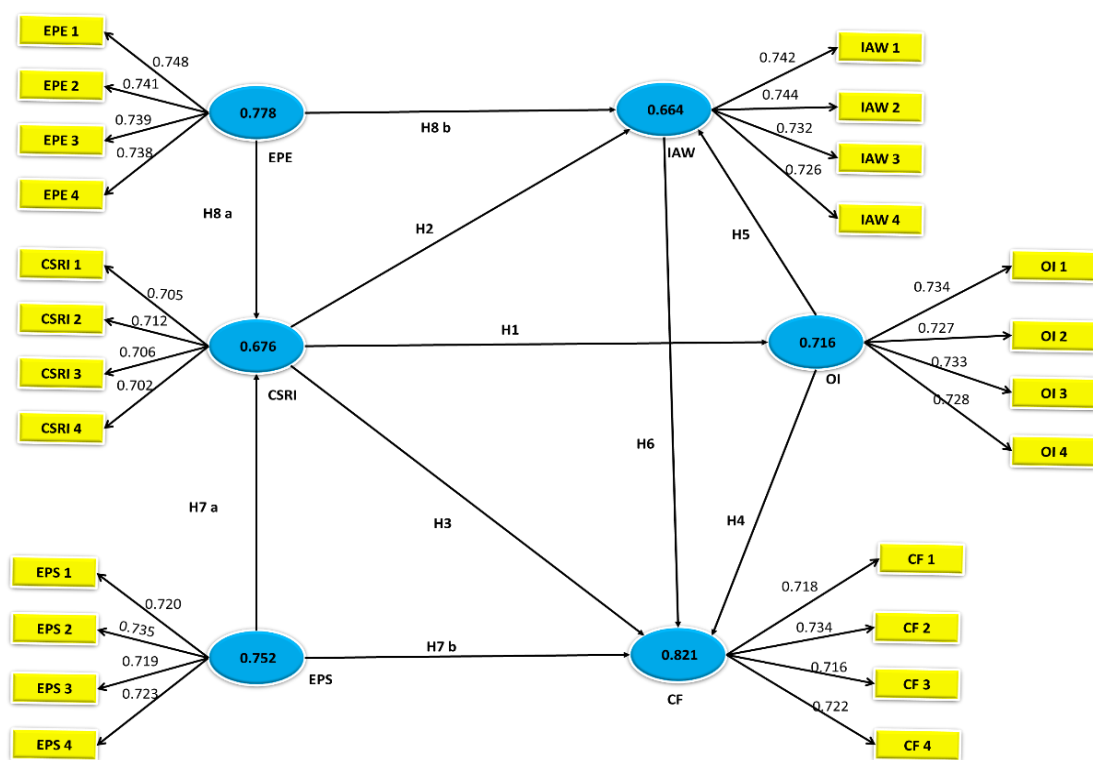 EPE 1
0.748
EPE 2
0.741
EPE 3
0.739
EPE 4
0.738
0.778
EPE
H8 b
0.664
IAW
IAW 1
0.742
IAW 2
0.744
IAW 3
0.732
IAW 4
0.726
H8 a
H2
H5
CSRI 1
0.705
CSRI 2
0.712
CSRI 3
0.706
CSRI 4
0.702
0.676
CSRI
H1
0.716
OI
OI 1
0.734
OI 2
0.727
OI 3
0.733
OI 4
0.728
H6
H7 a
H3
H4
EPS 1
0.720
EPS 2
0.735
EPS 3
0.719
EPS 4
0.723
0.752
EPS
H7 b
0.821
CF
CF 1
0.718
CF 2
0.734
CF 3
0.716
CF 4
0.722